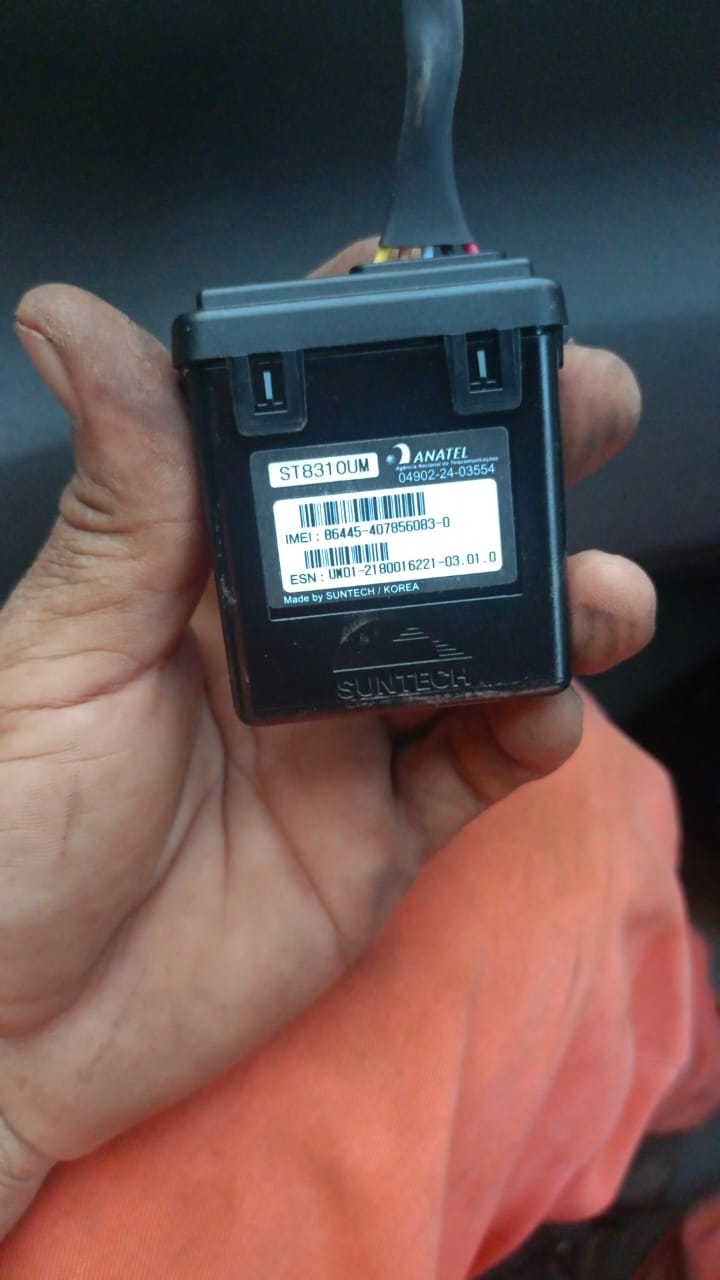 ST8310UM
ANATEL
Agência Nacional de Telecomunicações
04902-24-03554
IMEI : 86445-407856083-0
ESN : UW01-2180016221-03.01.0
Made by SUNTECH / KOREA
SUNTECH